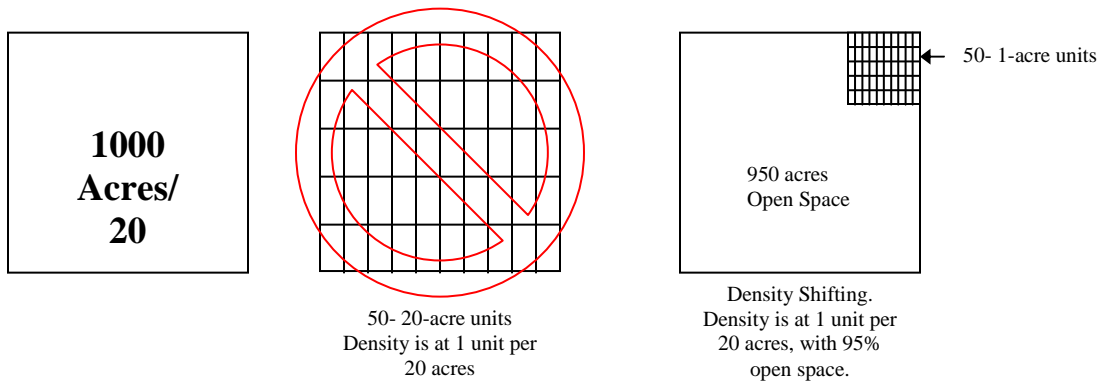 1000
Acres/
20
50- 20-acre units
Density is at 1 unit per
20 acres
50- 1-acre units
950 acres
Open Space
Density Shifting.
Density is at 1 unit per
20 acres, with 95%
open space.